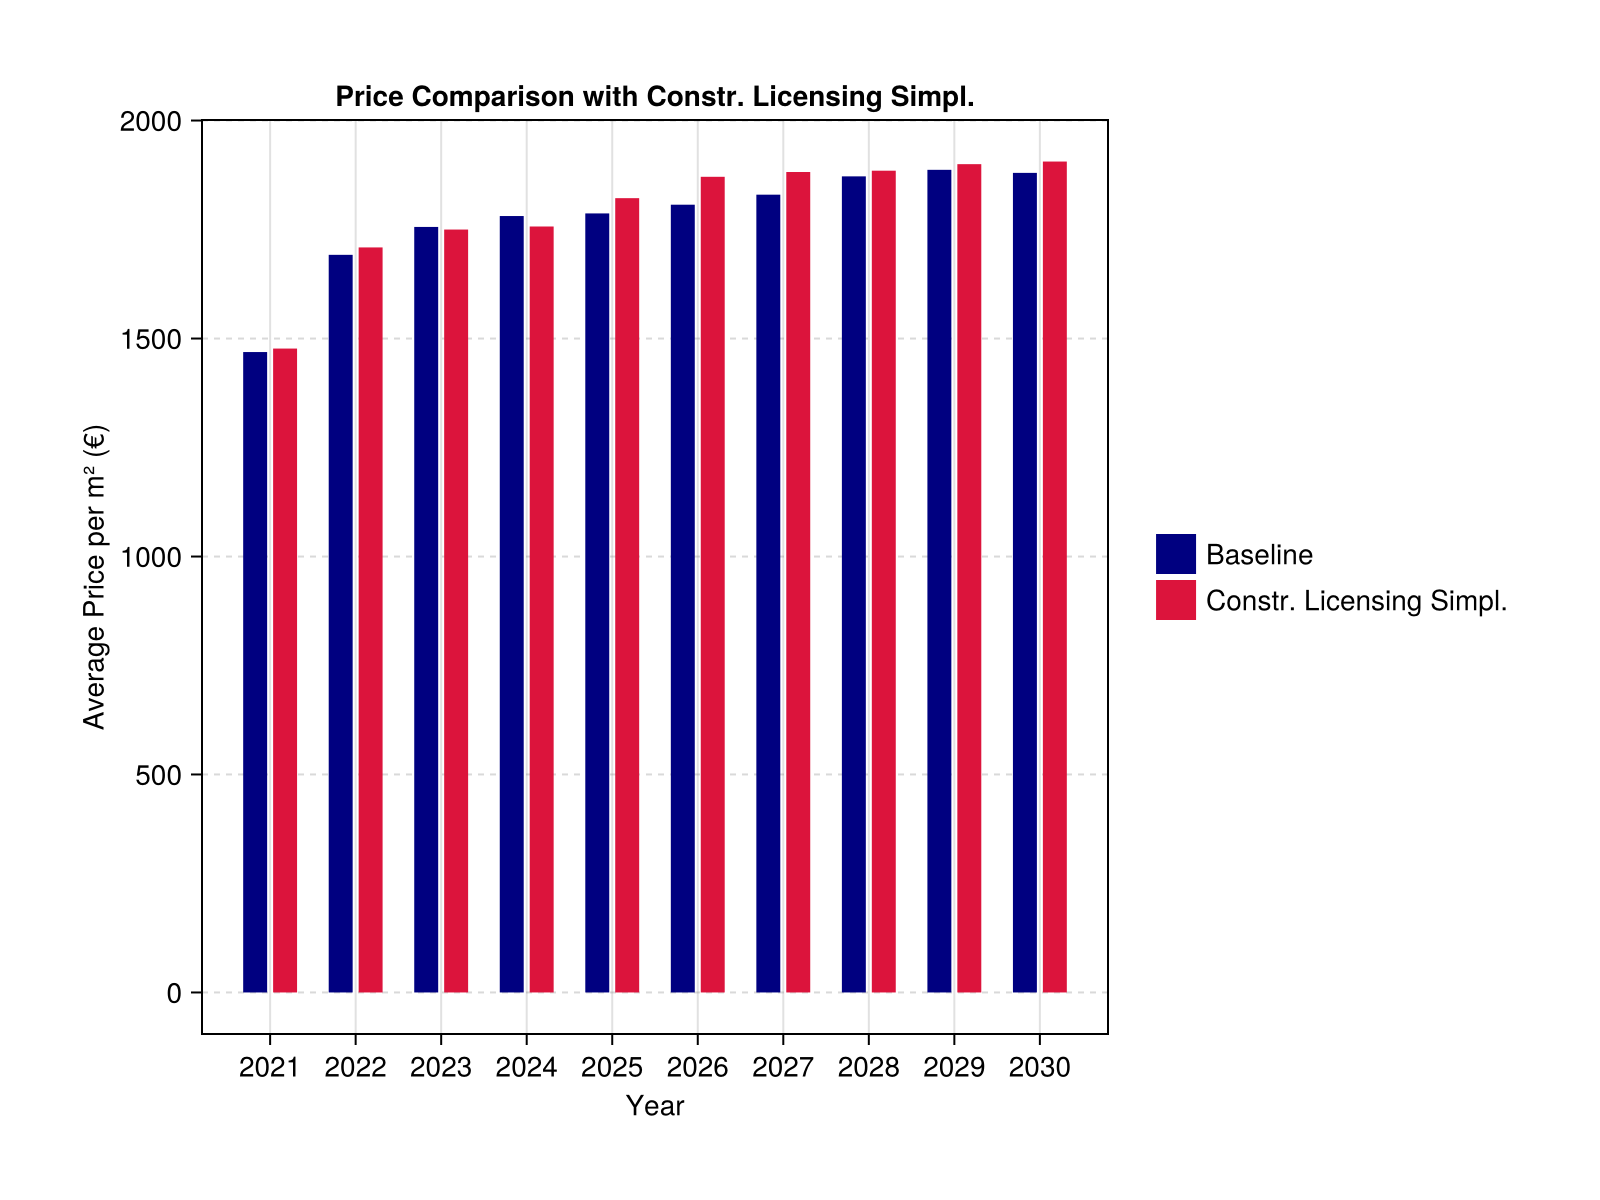 Price Comparison with Constr. Licensing Simpl.
2000
1500
1000
500
0
Average Price per m² (€)
2021 2022 2023 2024 2025 2026 2027 2028 2029 2030
Year
Baseline
Constr. Licensing Simpl.